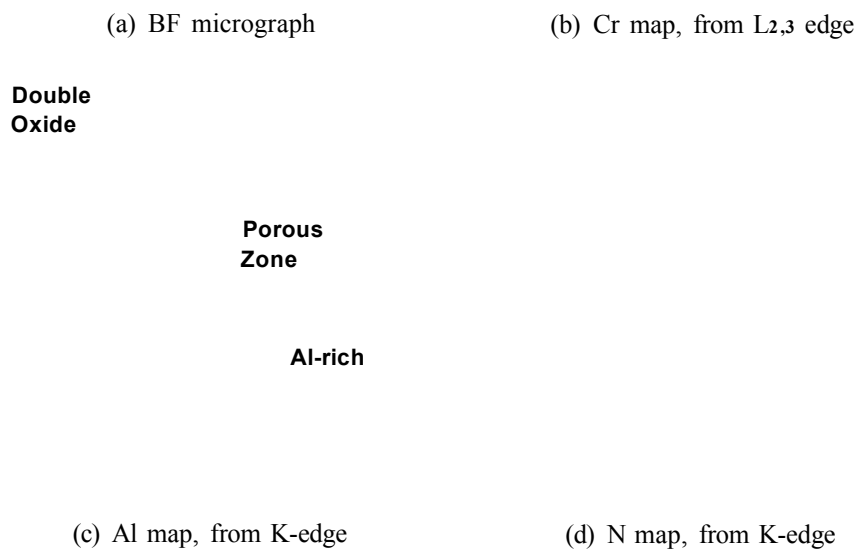 (a) BF micrograph
(b) Cr map, from L2,3 edge
Double
Oxide
Porous
Zone
Al-rich
(c) Al map, from K-edge
(d) N map, from K-edge